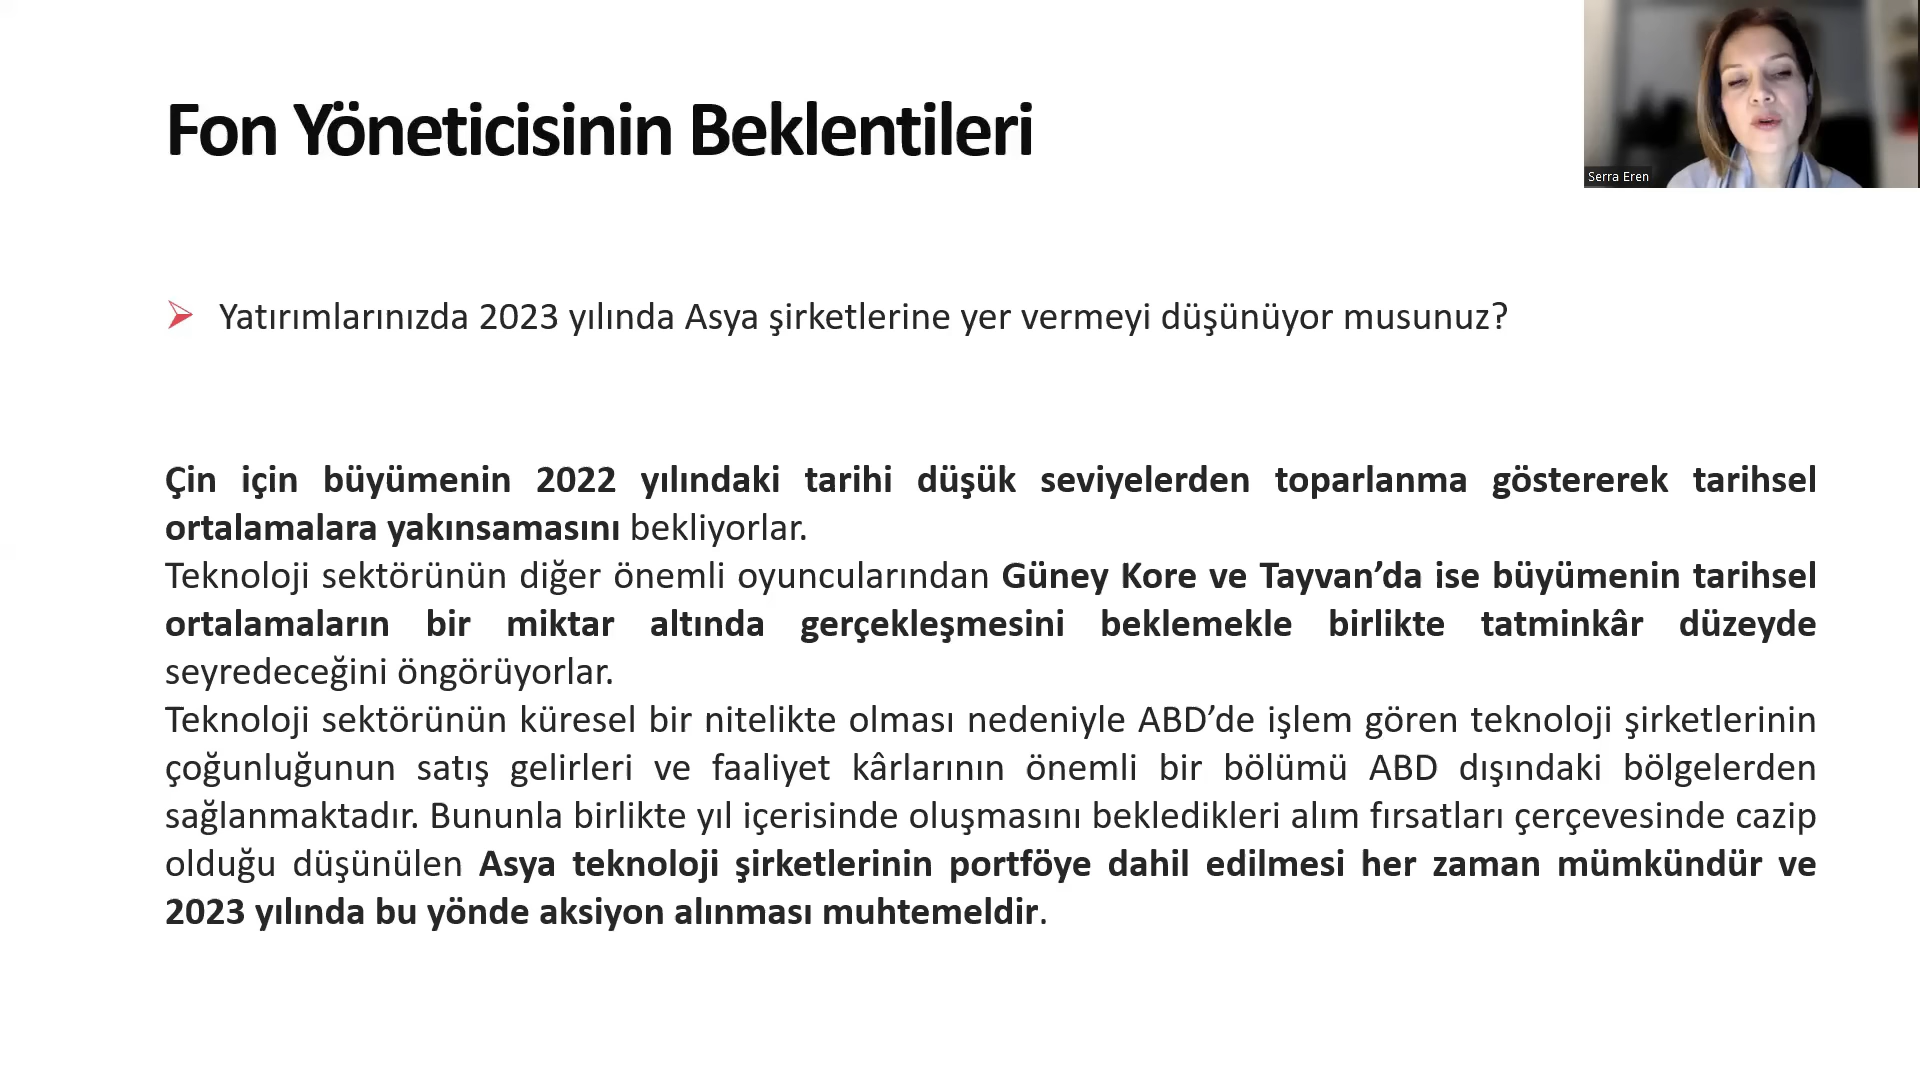 Fon Yöneticisinin Beklentileri
Serra Eren
Yatırımlarınızda 2023 yılında Asya şirketlerine yer vermeyi düşünüyor musunuz?
Çin için büyümenin 2022 yılındaki tarihi düşük seviyelerden toparlanma göstererek tarihsel
ortalamalara yakınsamasını bekliyorlar.
Teknoloji sektörünün diğer önemli oyuncularından Güney Kore ve Tayvan’da ise büyümenin tarihsel
ortalamaların bir miktar altında gerçekleşmesini beklemekle birlikte tatminkâr düzeyde
seyredeceğini öngörüyorlar.
Teknoloji sektörünün küresel bir nitelikte olması nedeniyle ABD’de işlem gören teknoloji şirketlerinin
çoğunluğunun satış gelirleri ve faaliyet kârlarının önemli bir bölümü ABD dışındaki bölgelerden
sağlanmaktadır. Bununla birlikte yıl içerisinde oluşmasını bekledikleri alım fırsatları çerçevesinde cazip
olduğu düşünülen Asya teknoloji şirketlerinin portföye dahil edilmesi her zaman mümkündür ve
2023 yılında bu yönde aksiyon alınması muhtemeldir.